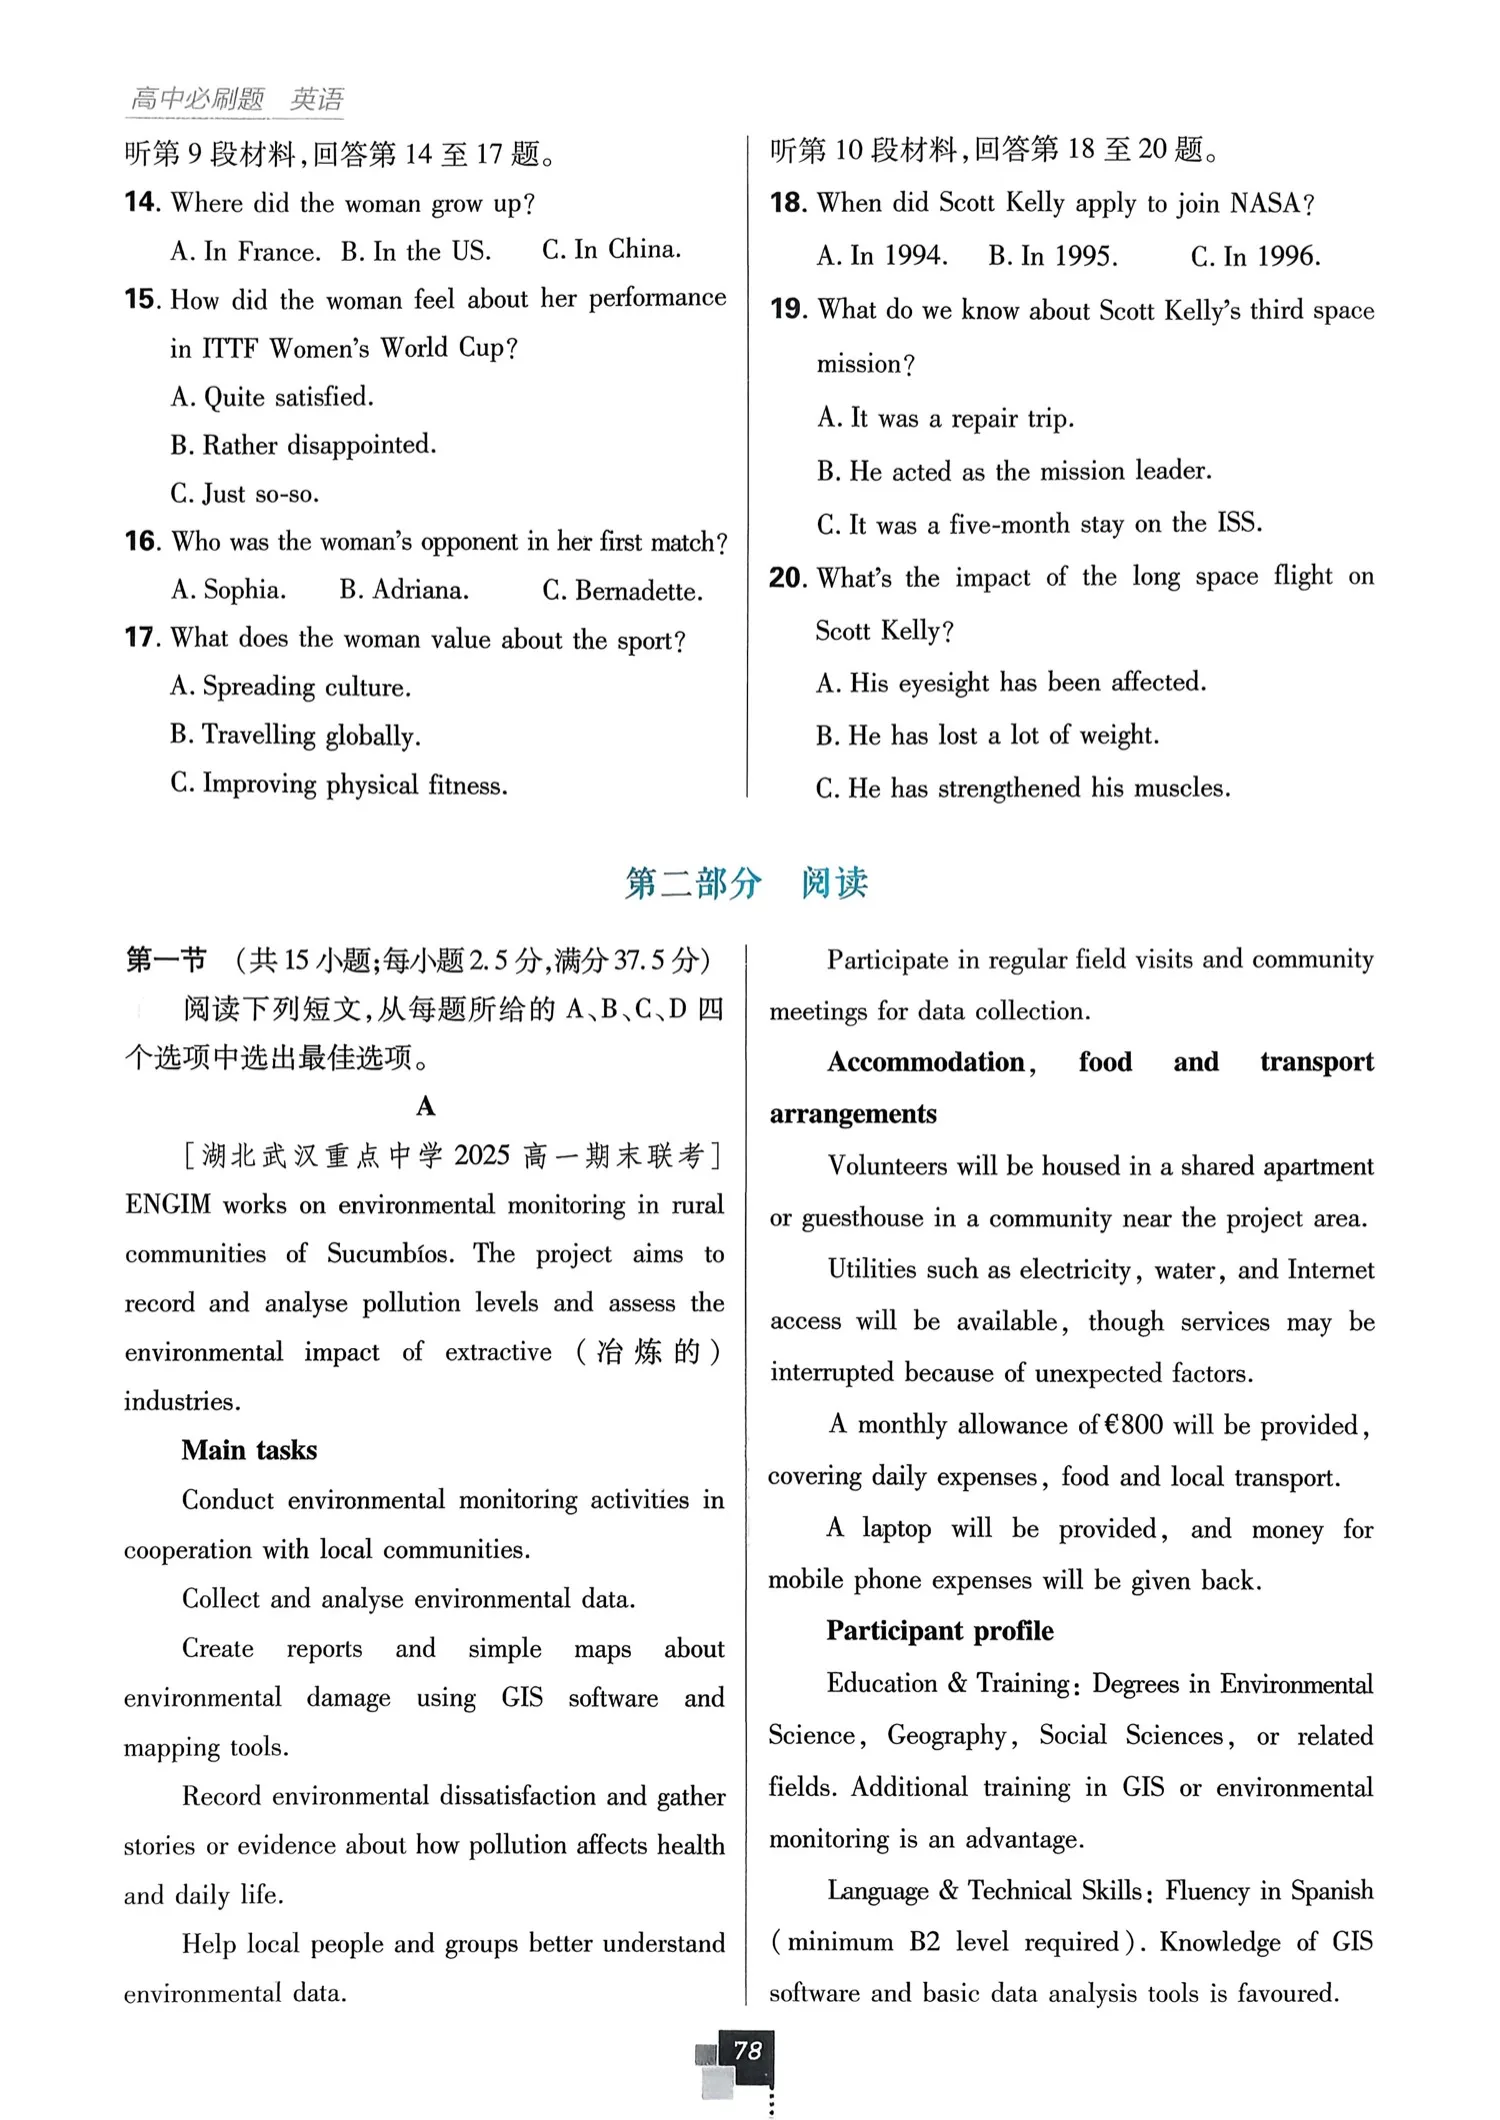 高中必刷题 英语
听第 9 段材料,回答第 14 至 17 题。
14. Where did the woman grow up?
A. In France. B. In the US. C. In China.
15. How did the woman feel about her performance
in ITTF Women's World Cup?
A. Quite satisfied.
B. Rather disappointed.
C. Just so-so.
16. Who was the woman's opponent in her first match?
A. Sophia. B. Adriana. C. Bernadette.
17. What does the woman value about the sport?
A. Spreading culture.
B. Travelling globally.
C. Improving physical fitness.
听第 10 段材料,回答第 18 至 20 题。
18. When did Scott Kelly apply to join NASA?
A. In 1994. B. In 1995. C. In 1996.
19. What do we know about Scott Kelly's third space
mission?
A. It was a repair trip.
B. He acted as the mission leader.
C. It was a five-month stay on the ISS.
20. What's the impact of the long space flight on
Scott Kelly?
A. His eyesight has been affected.
B. He has lost a lot of weight.
C. He has strengthened his muscles.
第二部分 阅读
第一节 (共 15 小题;每小题 2.5 分,满分 37.5 分)
阅读下列短文,从每题所给的 A、B、C、D 四
个选项中选出最佳选项。
A
[湖北武汉重点中学 2025 高一期末联考]
ENGIM works on environmental monitoring in rural
communities of Sucumbíos. The project aims to
record and analyse pollution levels and assess the
environmental impact of extractive (冶炼的)
industries.
Main tasks
Conduct environmental monitoring activities in
cooperation with local communities.
Collect and analyse environmental data.
Create reports and simple maps about
environmental damage using GIS software and
mapping tools.
Record environmental dissatisfaction and gather
stories or evidence about how pollution affects health
and daily life.
Help local people and groups better understand
environmental data.
Participate in regular field visits and community
meetings for data collection.
Accommodation, food and transport
arrangements
Volunteers will be housed in a shared apartment
or guesthouse in a community near the project area.
Utilities such as electricity, water, and Internet
access will be available, though services may be
interrupted because of unexpected factors.
A monthly allowance of €800 will be provided,
covering daily expenses, food and local transport.
A laptop will be provided, and money for
mobile phone expenses will be given back.
Participant profile
Education & Training: Degrees in Environmental
Science, Geography, Social Sciences, or related
fields. Additional training in GIS or environmental
monitoring is an advantage.
Language & Technical Skills: Fluency in Spanish
(minimum B2 level required). Knowledge of GIS
software and basic data analysis tools is favoured.
78